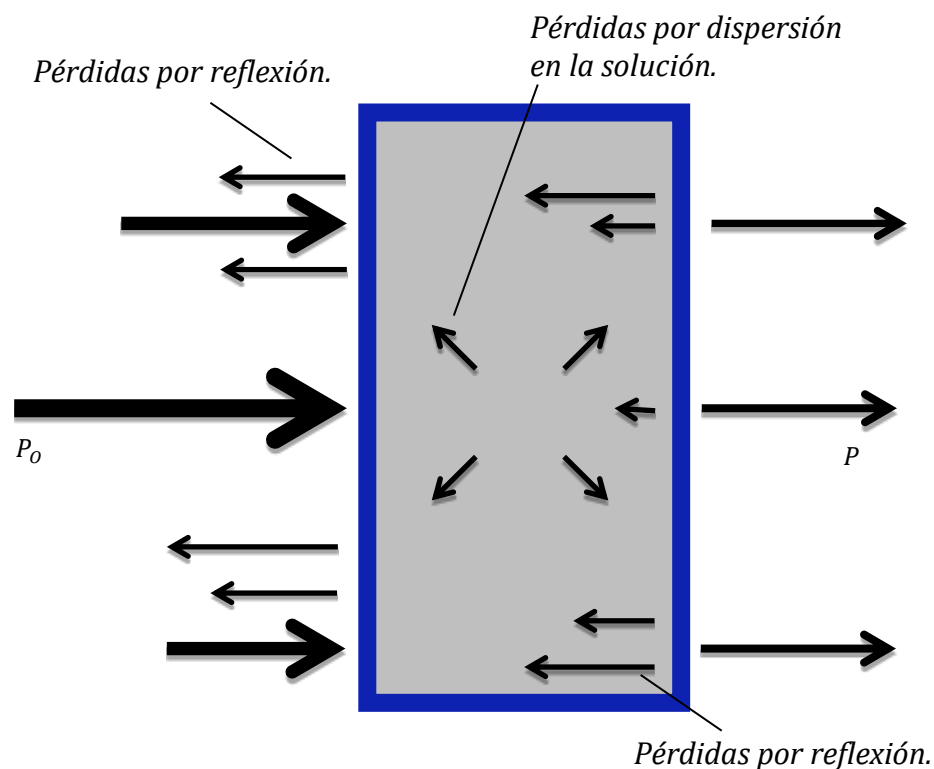 Pérdidas por dispersión
en la solución.
Pérdidas por reflexión.
P₀
P
Pérdidas por reflexión.